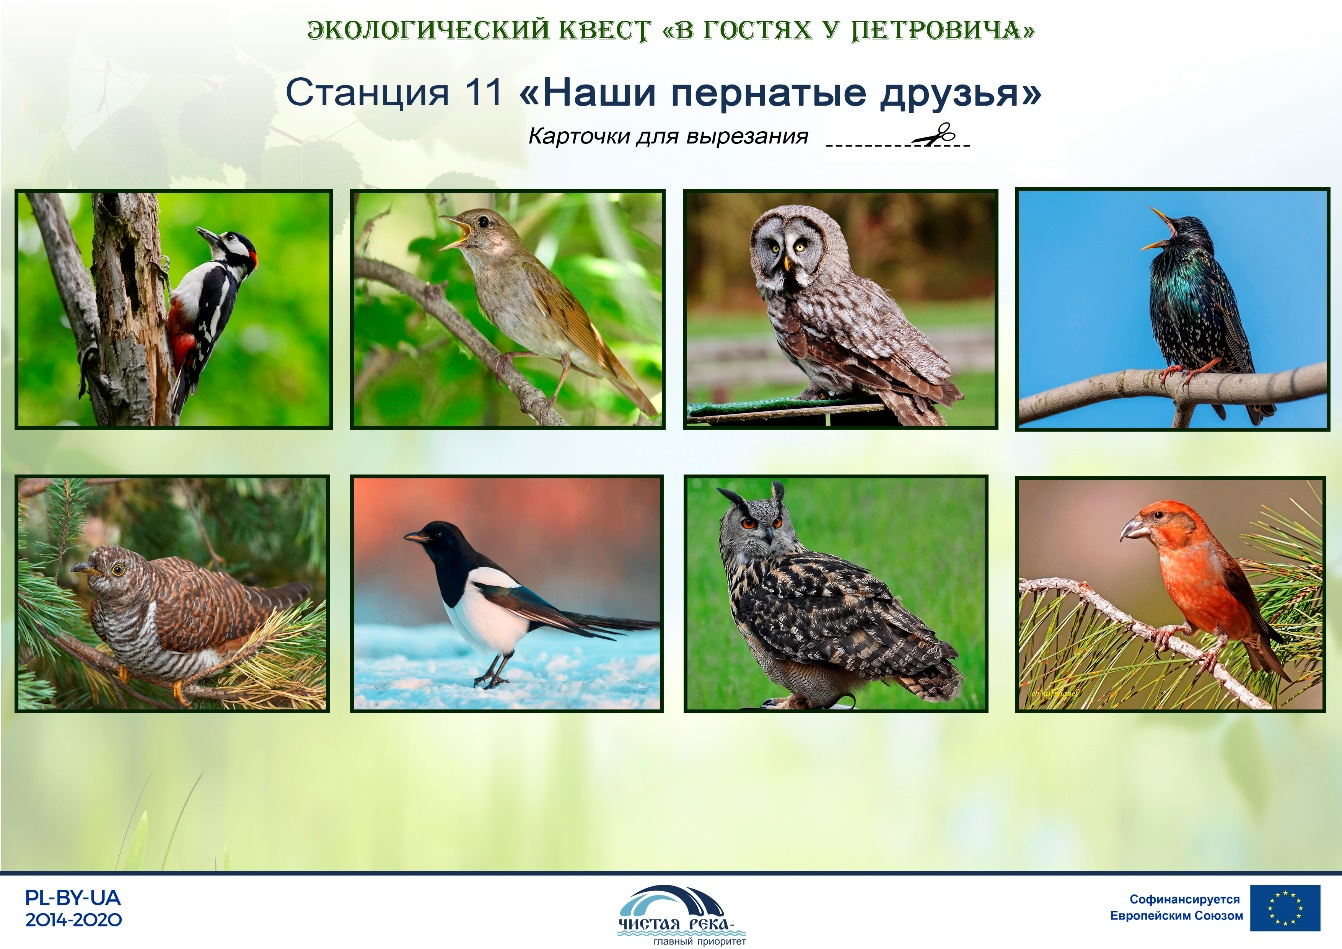 ЭКОЛОГИЧЕСКИЙ КВЕСТ «В ГОСТЯХ У ПЕТРОВИЧА»
Станция 11 «Наши пернатые друзья»
Карточки для вырезания
PL-BY-UA
2014-2020
ЧИСТАЯ РЕКА-
главный приоритет
Софинансируется
Европейским Союзом